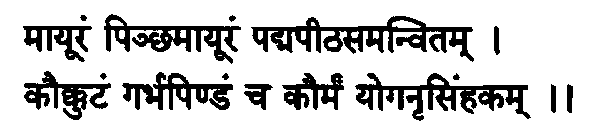 मायूरं पिञ्छमायूरं पद्मपीठसमन्वितम् ।
कौक्कुटं गर्भपिण्डं च कौर्मं योगनृसिंहकम् ।।